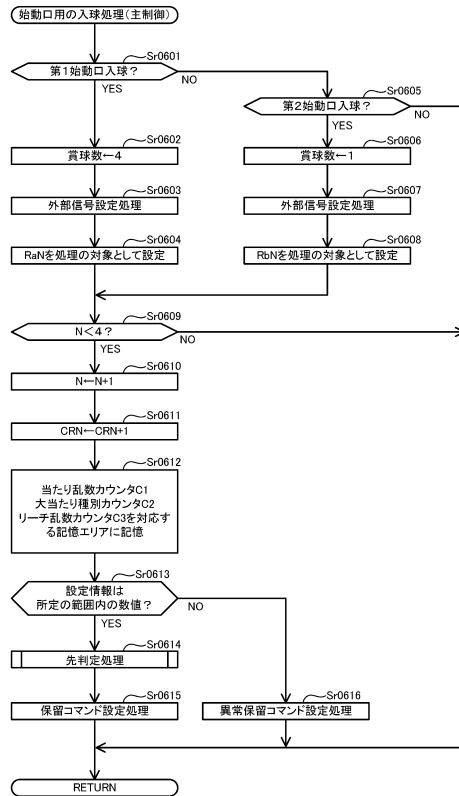 始動口用の入球処理(主制御)
Sr0601
第1始動口入球？
NO
YES
Sr0605
第2始動口入球？
NO
YES
Sr0602
賞球数←4
Sr0606
賞球数←1
Sr0603
外部信号設定処理
Sr0607
外部信号設定処理
Sr0604
RaNを処理の対象として設定
Sr0608
RbNを処理の対象として設定
Sr0609
N<4？
NO
YES
Sr0610
N←N+1
Sr0611
CRN←CRN+1
Sr0612
当たり乱数カウンタC1
大当たり種別カウンタC2
リーチ乱数カウンタC3を対応す
る記憶エリアに記憶
Sr0613
設定情報は
所定の範囲内の数値？
NO
YES
Sr0614
先判定処理
Sr0615
保留コマンド設定処理
Sr0616
異常保留コマンド設定処理
RETURN